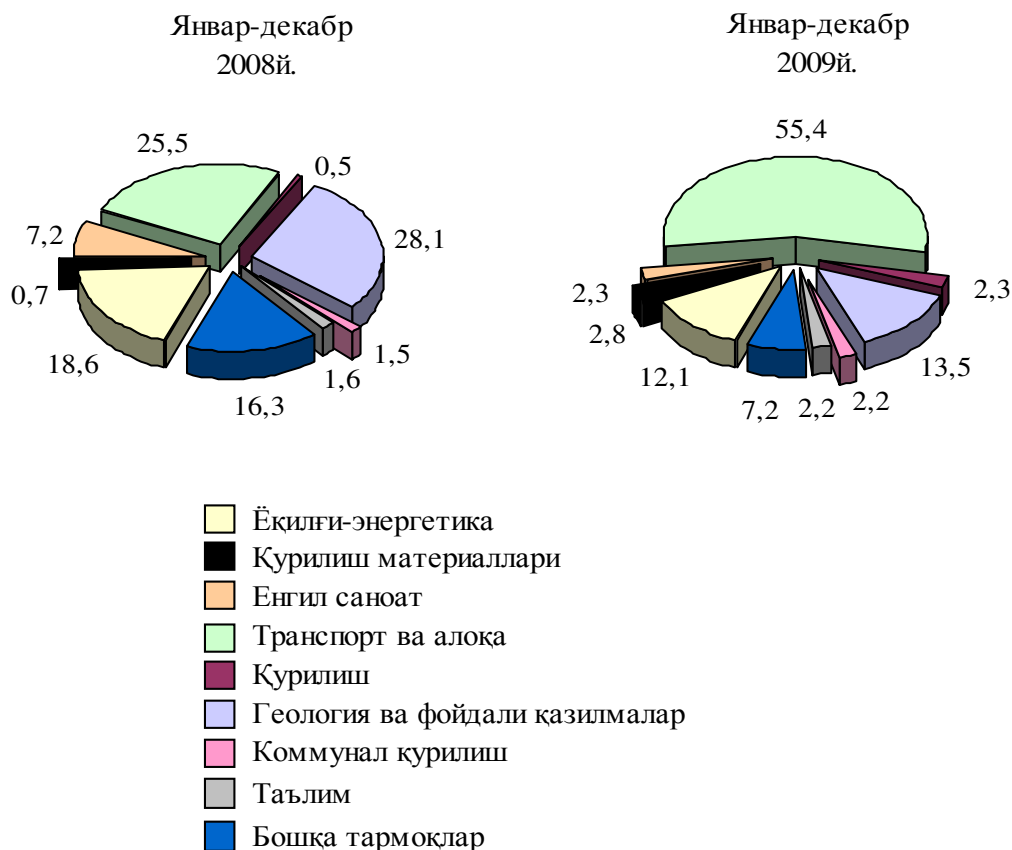 Январ-декабр
2008й.
25,5
0,5
7,2
28,1
0,7
1,5
18,6
1,6
16,3
Январ-декабр
2009й.
55,4
2,3
2,3
2,8
12,1
13,5
7,2
2,2
2,2
Ёқилғи-энергетика
Қурилиш материаллари
Енгил саноат
Транспорт ва алоқа
Қурилиш
Геология ва фойдали қазилмалар
Коммунал қурилиш
Таълим
Бошқа тармоқлар